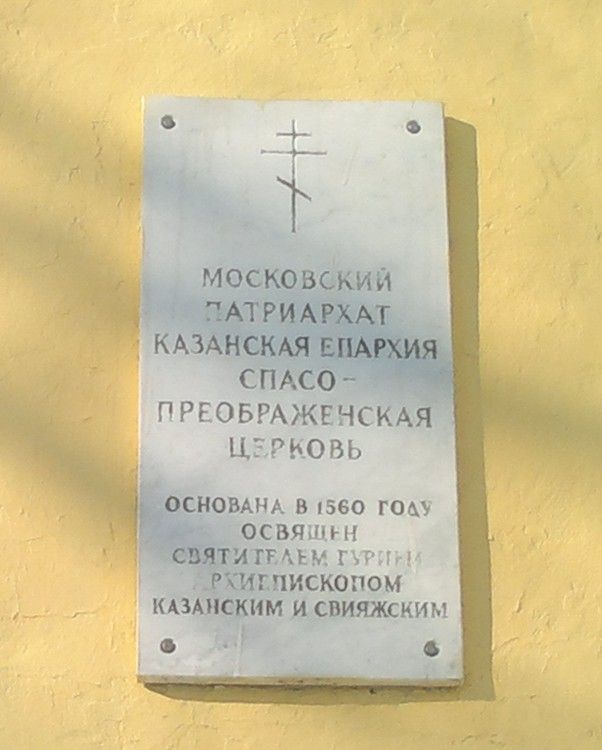 МОСКОВСКИЙ
ПАТРИАРХАТ
КАЗАНСКАЯ ЕПАРХИЯ
СПАСО -
ПРЕОБРАЖЕНСКАЯ
ЦЕРКОВЬ
ОСНОВАНА В 1560 ГОДУ
ОСВЯЩЕН
СВЯТИТЕЛЕМ ГУРИЕМ
АРХИЕПИСКОПОМ
КАЗАНСКИМ И СВИЯЖСКИМ